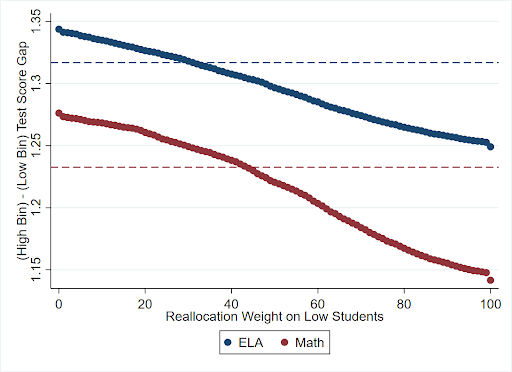 (High Bin) - (Low Bin) Test Score Gap
1.35
1.3
1.25
1.2
1.15
0 20 40 60 80 100
Reallocation Weight on Low Students
ELA Math